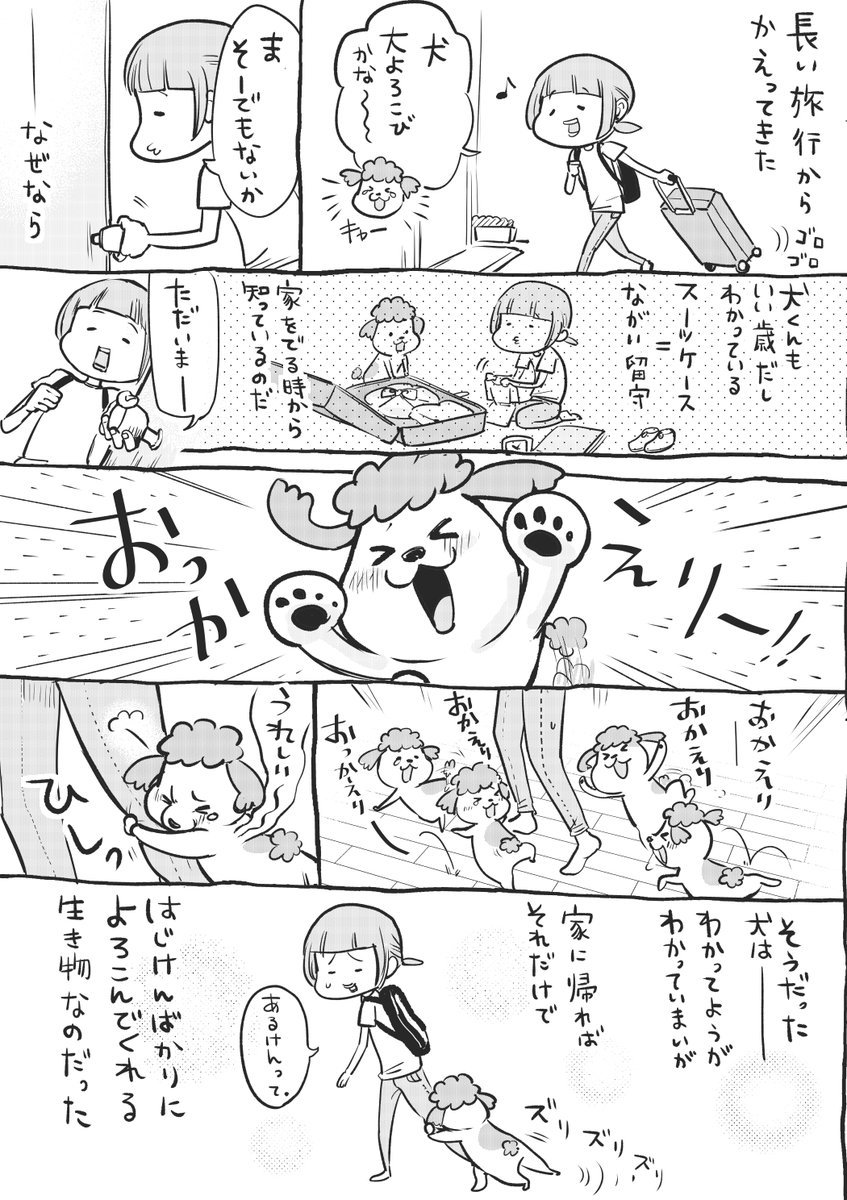 長い旅行から
かえってきた
ゴロ
ゴロ
犬
大よろこび
かな〜〜
キャー
ま
そーでもないか
なぜなら
犬くんも
いい歳だし
わかっている
スーツケース
=
ながい留守
家をでる時から
知っているのだ
ただいまー
おっかえりー!!
おかえり
おかえり
おかえり
おっかえり
うれしい
ひしっ
そうだった
犬は――
わかってようが
わかっていまいが
家に帰れば
それだけで
あるけんって。
ズリ
ズリ
ズリ
はじけんばかりに
よろこんでくれる
生き物なのだった